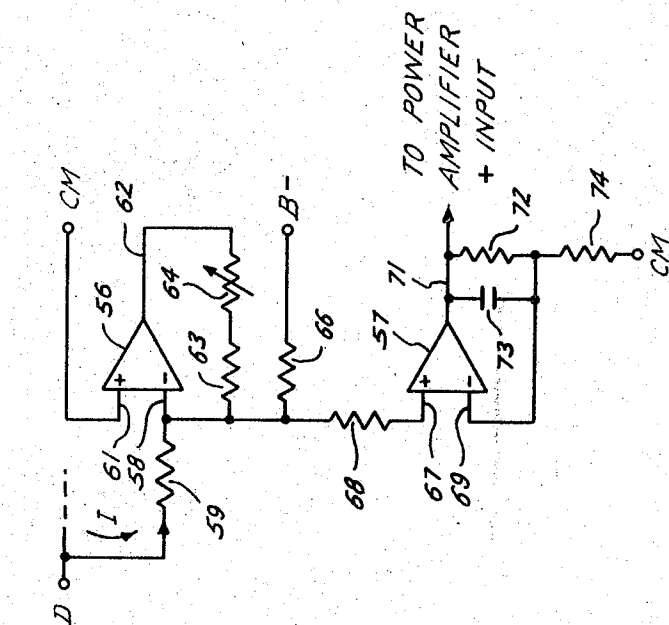 CM
62
56
+
-
61
58
64
63
D
I
59
B-
66
TO POWER
AMPLIFIER
+ INPUT
68
57
71
+
-
67
69
73
72
74
CM